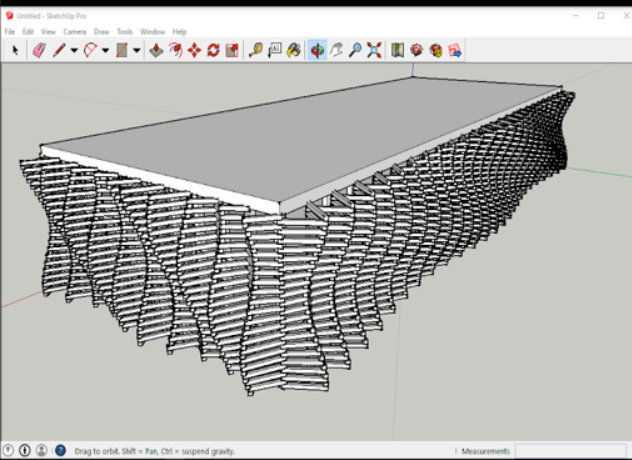 Untitled - SketchUp Pro
File Edit View Camera Draw Tools Window Help
Drag to orbit. Shift = Pan, Ctrl = suspend gravity.
Measurements